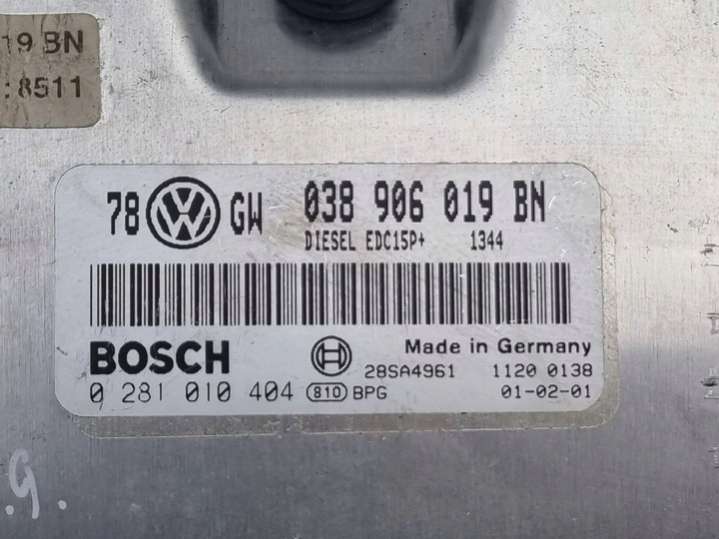 19 BN
:8511
78 GW 038 906 019 BN
DIESEL EDC15P+ 1344
BOSCH
Made in Germany
28SA4961 1120 0138
0 281 010 404 810 BPG 01-02-01
.g.